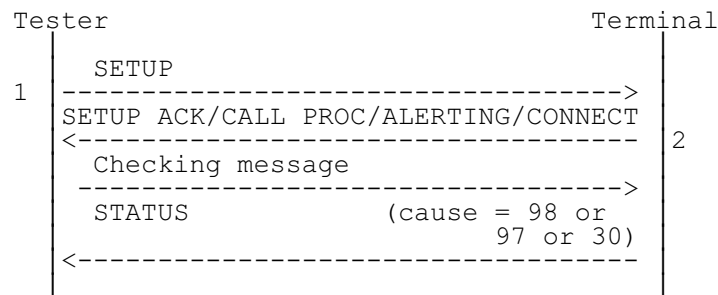 Tester Terminal
SETUP
1
SETUP ACK/CALL PROC/ALERTING/CONNECT
2
Checking message
STATUS (cause = 98 or
97 or 30)